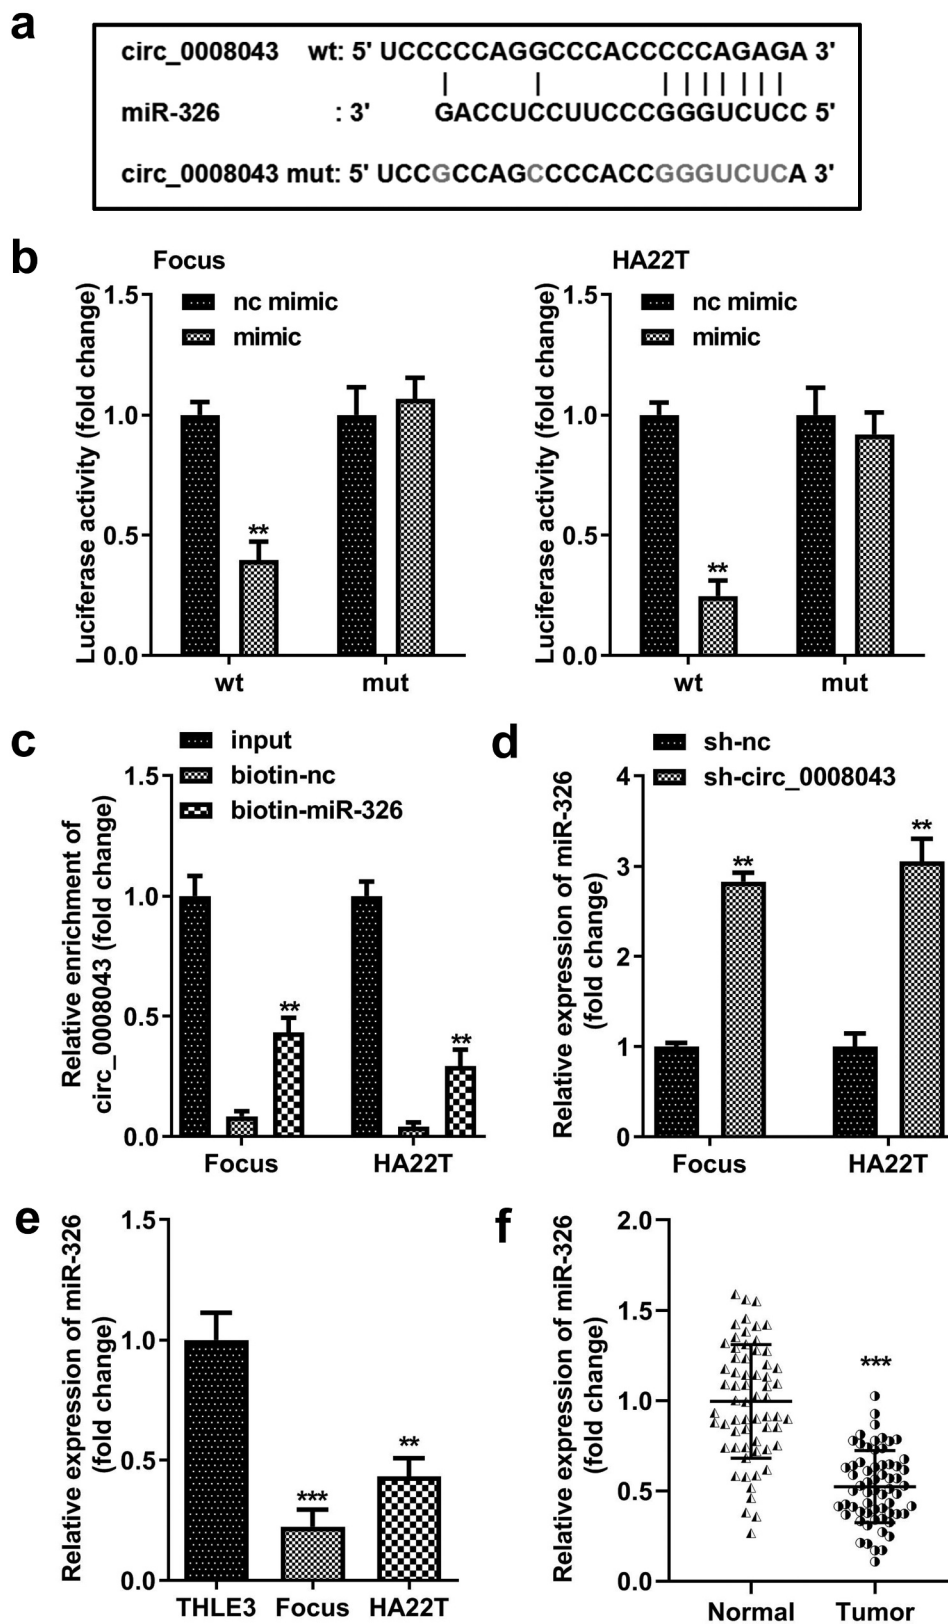 a
circ_0008043 wt: 5' UCCCCCAGGCCCACCCCCAGAGA 3'
miR-326 : 3' GACCUCCUUCCCGGGUCUCC 5'
circ_0008043 mut: 5' UCCGCCAGCCCCACCGGGUCUCA 3'
b
Focus
nc mimic
mimic
Luciferase activity (fold change)
1.5
1.0
0.5
0.0
**
wt
mut
HA22T
nc mimic
mimic
Luciferase activity (fold change)
1.5
1.0
0.5
0.0
**
wt
mut
c
input
biotin-nc
biotin-miR-326
Relative enrichment of
circ_0008043 (fold change)
1.5
1.0
0.5
0.0
**
**
Focus
HA22T
d
sh-nc
sh-circ_0008043
Relative expression of miR-326
(fold change)
4
3
2
1
0
**
**
Focus
HA22T
e
Relative expression of miR-326
(fold change)
1.5
1.0
0.5
0.0
***
**
THLE3
Focus
HA22T
f
Relative expression of miR-326
(fold change)
2.0
1.5
1.0
0.5
0.0
***
Normal
Tumor